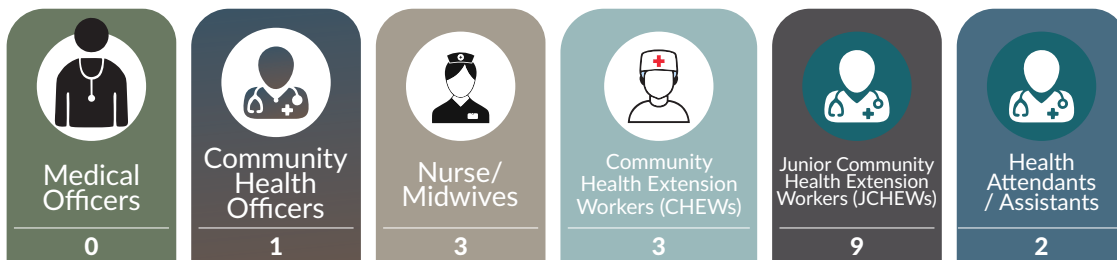 Medical
Officers
0
Community
Health
Officers
1
Nurse/
Midwives
3
Community
Health Extension
Workers (CHEWs)
3
Junior Community
Health Extension
Workers (JCHEWs)
9
Health
Attendants
/ Assistants
2